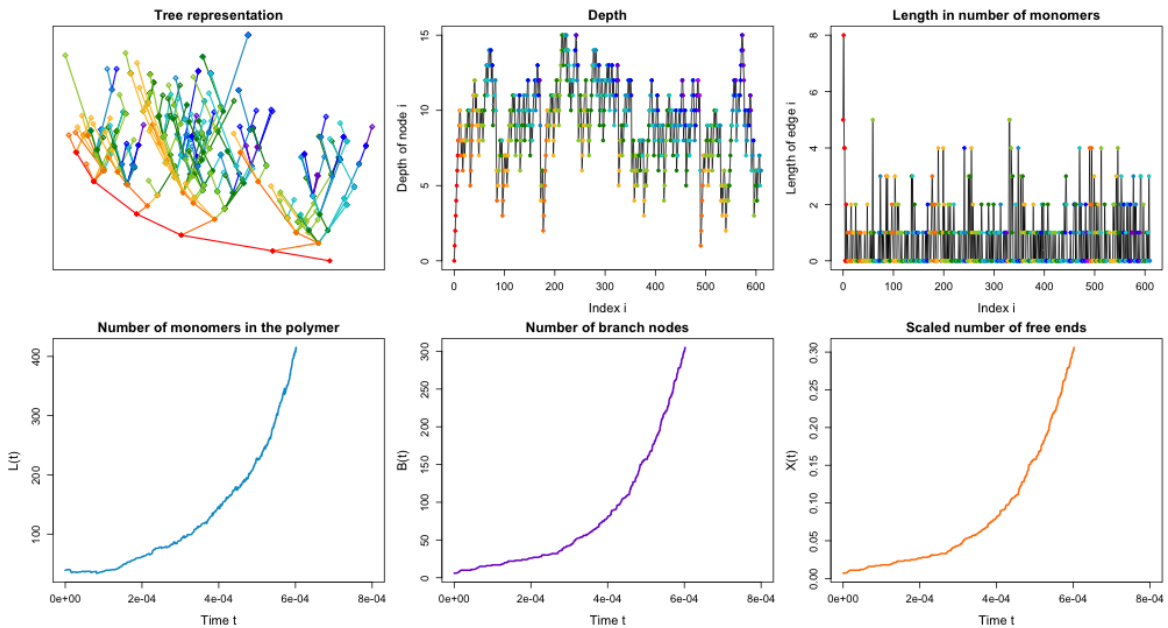 Tree representation
Depth
Depth of node i
15
10
5
0
0 100 200 300 400 500 600
Index i
Length in number of monomers
Length of edge i
8
6
4
2
0
0 100 200 300 400 500 600
Index i
Number of monomers in the polymer
L(t)
400
300
200
100
0e+00 2e-04 4e-04 6e-04 8e-04
Time t
Number of branch nodes
B(t)
300
250
200
150
100
50
0
0e+00 2e-04 4e-04 6e-04 8e-04
Time t
Scaled number of free ends
X(t)
0.30
0.25
0.20
0.15
0.10
0.05
0.00
0e+00 2e-04 4e-04 6e-04 8e-04
Time t